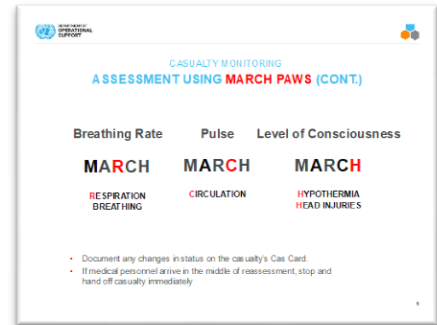 DEPARTMENT OF
OPERATIONAL
SUPPORT
CASUALTY MONITORING
ASSESSMENT USING MARCH PAWS (CONT.)
Breathing Rate Pulse Level of Consciousness
MARCH MARCH MARCH
RESPIRATION CIRCULATION HYPOTHERMIA
BREATHING HEAD INJURIES
• Document any changes in status on the casualty's Cas Card.
• If medical personnel arrive in the middle of reassessment, stop and
hand off casualty immediately